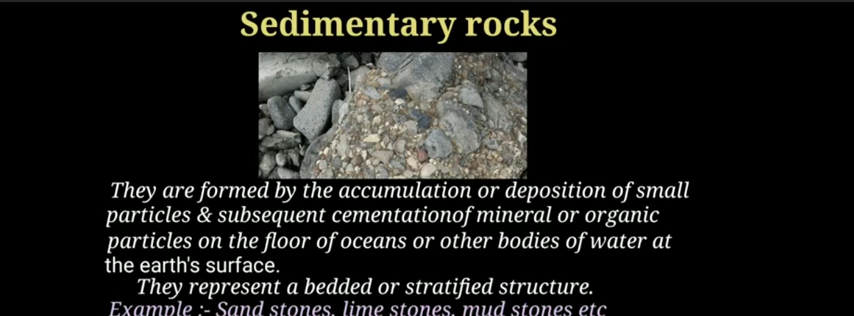 Sedimentary rocks
They are formed by the accumulation or deposition of small
particles & subsequent cementationof mineral or organic
particles on the floor of oceans or other bodies of water at
the earth's surface.
They represent a bedded or stratified structure.
Example :- Sand stones, lime stones, mud stones etc